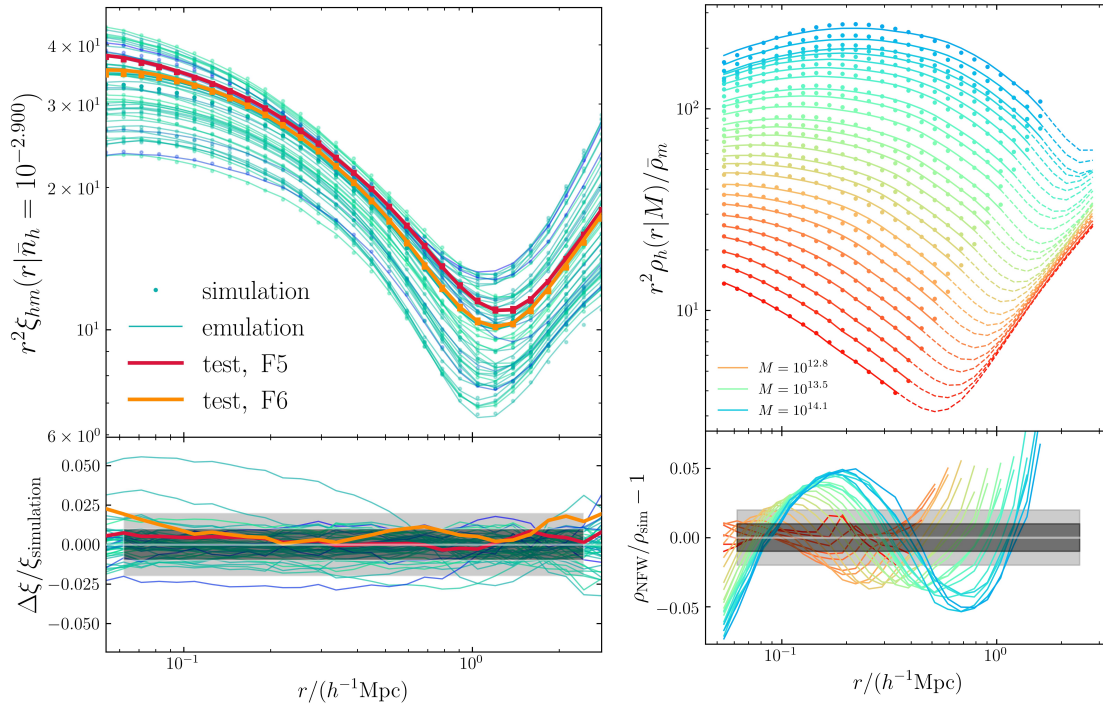 4 × 10¹
3 × 10¹
2 × 10¹
10¹
6 × 10⁰
r²ξₕₘ(r|n̄ₕ = 10⁻²·⁹⁰⁰)
simulation
emulation
test, F5
test, F6
0.050
0.025
0.000
−0.025
−0.050
Δξ/ξsimulation
10⁻¹
10⁰
r/(h⁻¹Mpc)
10²
10¹
r²ρₕ(r|M)/ρ̄ₘ
M = 10¹²·⁸
M = 10¹³·⁵
M = 10¹⁴·¹
0.05
0.00
−0.05
ρNFW/ρsim − 1
10⁻¹
10⁰
r/(h⁻¹Mpc)